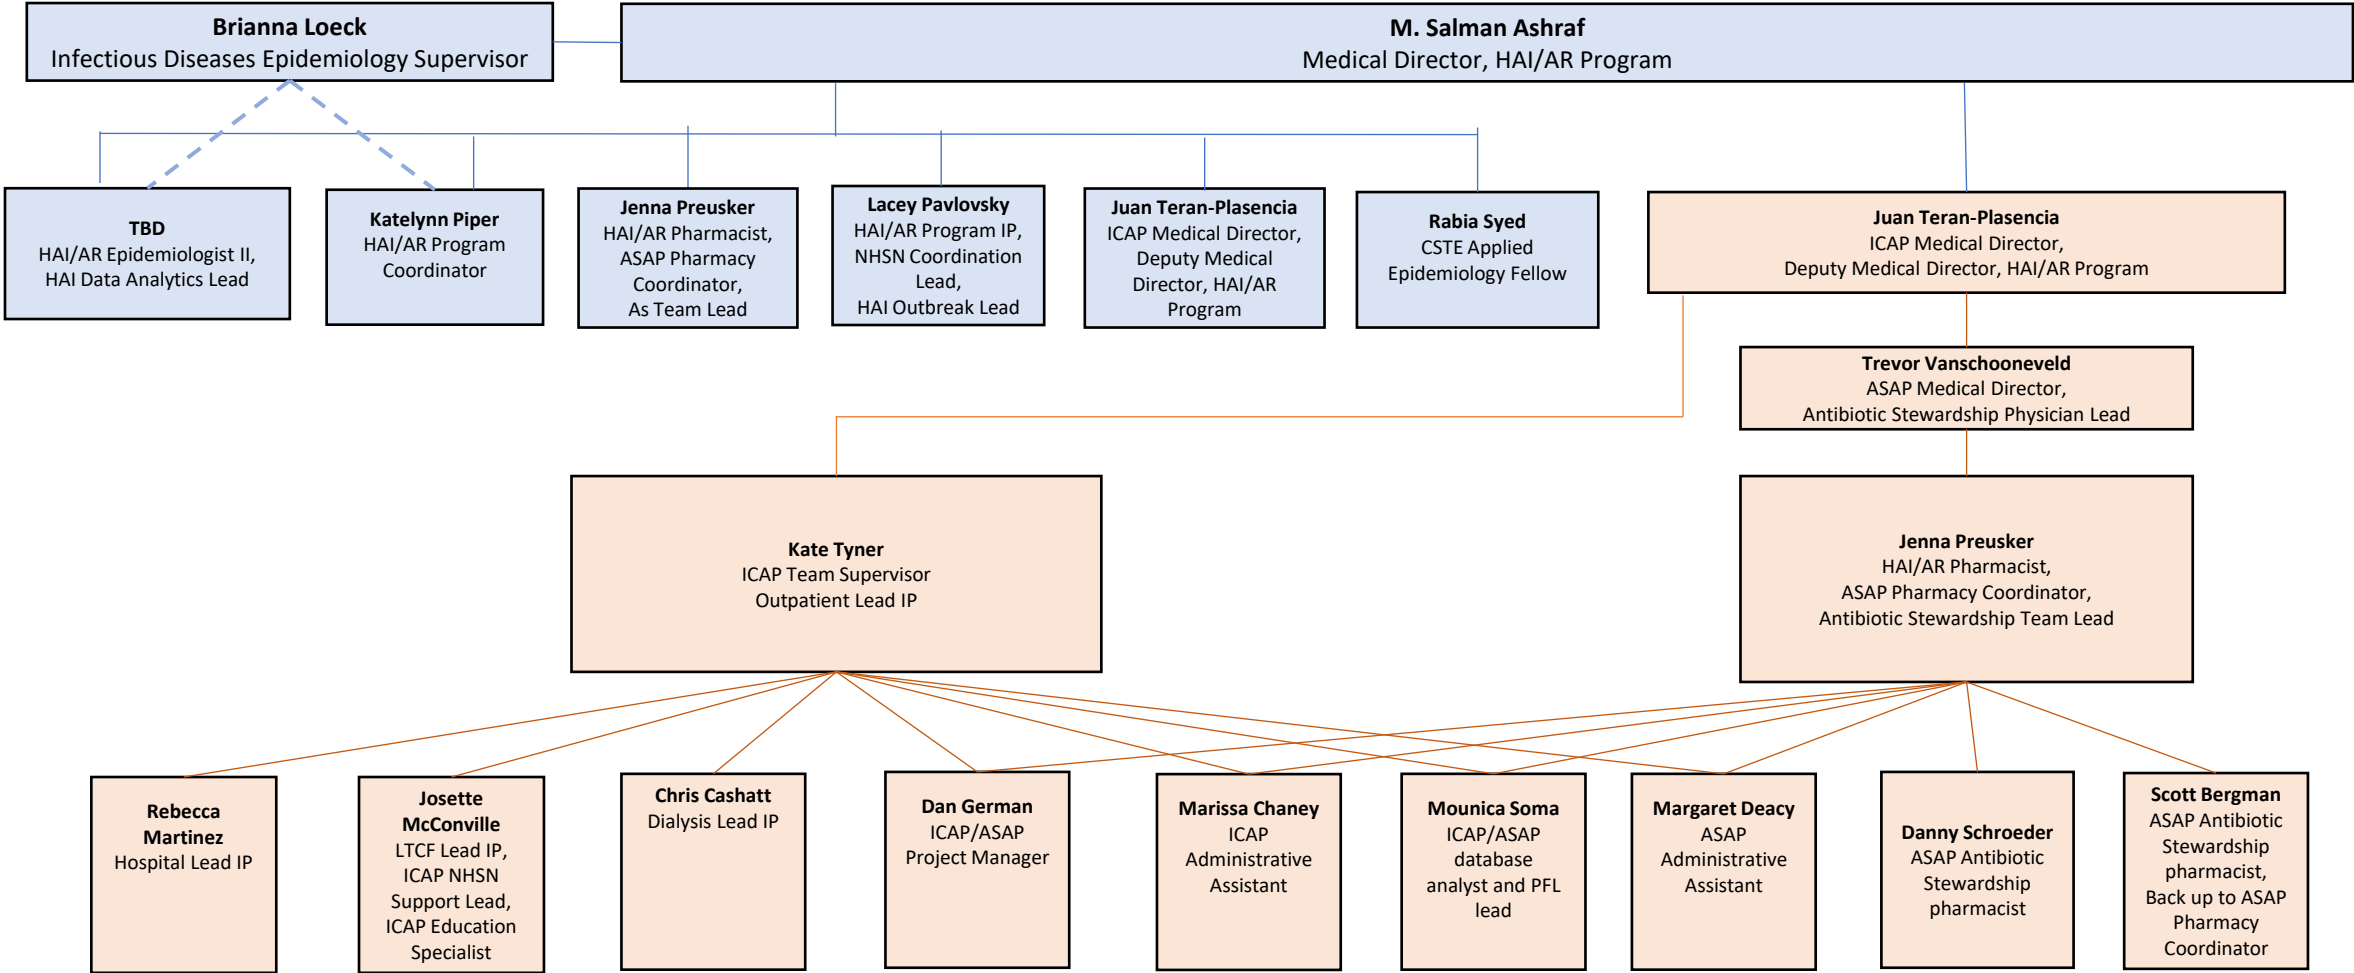 Brianna Loeck
Infectious Diseases Epidemiology Supervisor
M. Salman Ashraf
Medical Director, HAI/AR Program
TBD
HAI/AR Epidemiologist II,
HAI Data Analytics Lead
Katelynn Piper
HAI/AR Program
Coordinator
Jenna Preusker
HAI/AR Pharmacist,
ASAP Pharmacy
Coordinator,
As Team Lead
Lacey Pavlovsky
HAI/AR Program IP,
NHSN Coordination
Lead,
HAI Outbreak Lead
Juan Teran-Plasencia
ICAP Medical Director,
Deputy Medical
Director, HAI/AR
Program
Rabia Syed
CSTE Applied
Epidemiology Fellow
Juan Teran-Plasencia
ICAP Medical Director,
Deputy Medical Director, HAI/AR Program
Trevor Vanschooneveld
ASAP Medical Director,
Antibiotic Stewardship Physician Lead
Kate Tyner
ICAP Team Supervisor
Outpatient Lead IP
Jenna Preusker
HAI/AR Pharmacist,
ASAP Pharmacy Coordinator,
Antibiotic Stewardship Team Lead
Rebecca
Martinez
Hospital Lead IP
Josette
McConville
LTCF Lead IP,
ICAP NHSN
Support Lead,
ICAP Education
Specialist
Chris Cashatt
Dialysis Lead IP
Dan German
ICAP/ASAP
Project Manager
Marissa Chaney
ICAP
Administrative
Assistant
Mounica Soma
ICAP/ASAP
database
analyst and PFL
lead
Margaret Deacy
ASAP
Administrative
Assistant
Danny Schroeder
ASAP Antibiotic
Stewardship
pharmacist
Scott Bergman
ASAP Antibiotic
Stewardship
pharmacist,
Back up to ASAP
Pharmacy
Coordinator